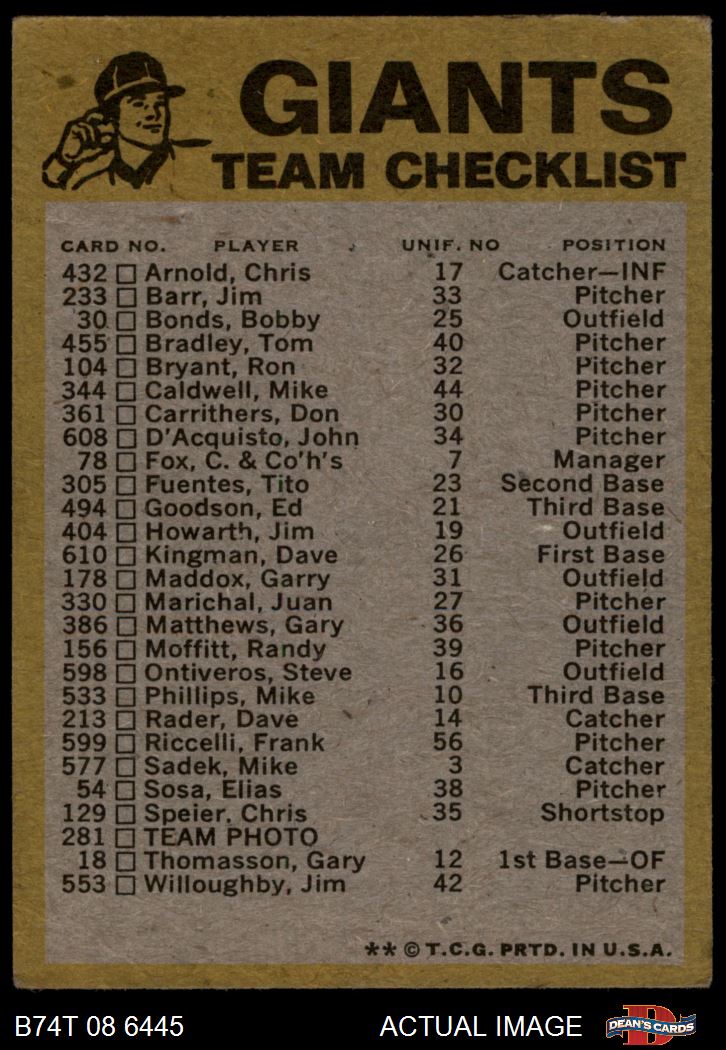 GIANTS
TEAM CHECKLIST
CARD NO. PLAYER UNIF. NO POSITION
432 Arnold, Chris 17 Catcher—INF
233 Barr, Jim 33 Pitcher
30 Bonds, Bobby 25 Outfield
455 Bradley, Tom 40 Pitcher
104 Bryant, Ron 32 Pitcher
344 Caldwell, Mike 44 Pitcher
361 Carrithers, Don 30 Pitcher
608 D'Acquisto, John 34 Pitcher
78 Fox, C. & Co'h's 7 Manager
305 Fuentes, Tito 23 Second Base
494 Goodson, Ed 21 Third Base
404 Howarth, Jim 19 Outfield
610 Kingman, Dave 26 First Base
178 Maddox, Garry 31 Outfield
330 Marichal, Juan 27 Pitcher
386 Matthews, Gary 36 Outfield
156 Moffitt, Randy 39 Pitcher
598 Ontiveros, Steve 16 Outfield
533 Phillips, Mike 10 Third Base
213 Rader, Dave 14 Catcher
599 Riccelli, Frank 56 Pitcher
577 Sadek, Mike 3 Catcher
54 Sosa, Elias 38 Pitcher
129 Speier, Chris 35 Shortstop
281 TEAM PHOTO
18 Thomasson, Gary 12 1st Base—OF
553 Willoughby, Jim 42 Pitcher
** © T.C.G. PRTD. IN U.S.A.
B74T 08 6445 ACTUAL IMAGE D DEAN'S CARDS